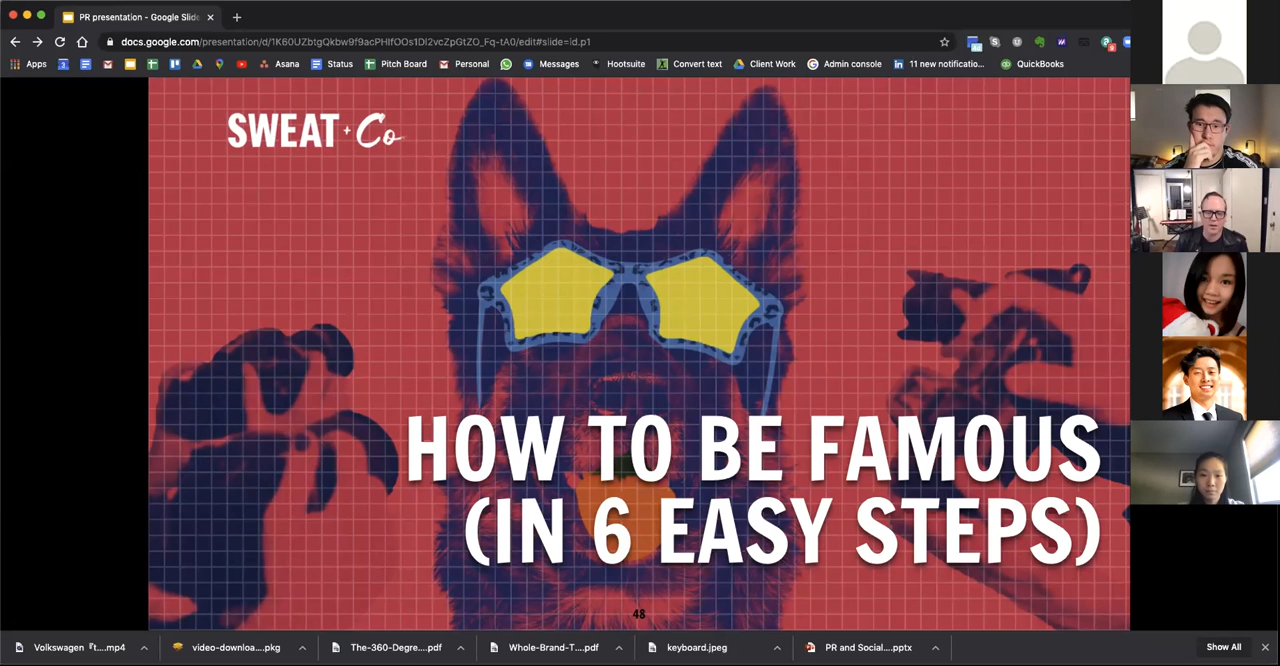 PR presentation - Google Slide
docs.google.com/presentation/d/1K60UZbtgQkbw9f9acPHIfOOs1Dl2vcZpGtZO_Fq-tA0/edit#slide=id.p1
Apps
Asana
Status
Pitch Board
Personal
Messages
Hootsuite
Convert text
Client Work
Admin console
11 new notificatio...
QuickBooks
SWEAT + Co
HOW TO BE FAMOUS
(IN 6 EASY STEPS)
48
Volkswagen『t....mp4
video-downloa....pkg
The-360-Degre....pdf
Whole-Brand-T....pdf
keyboard.jpeg
PR and Social....pptx
Show All